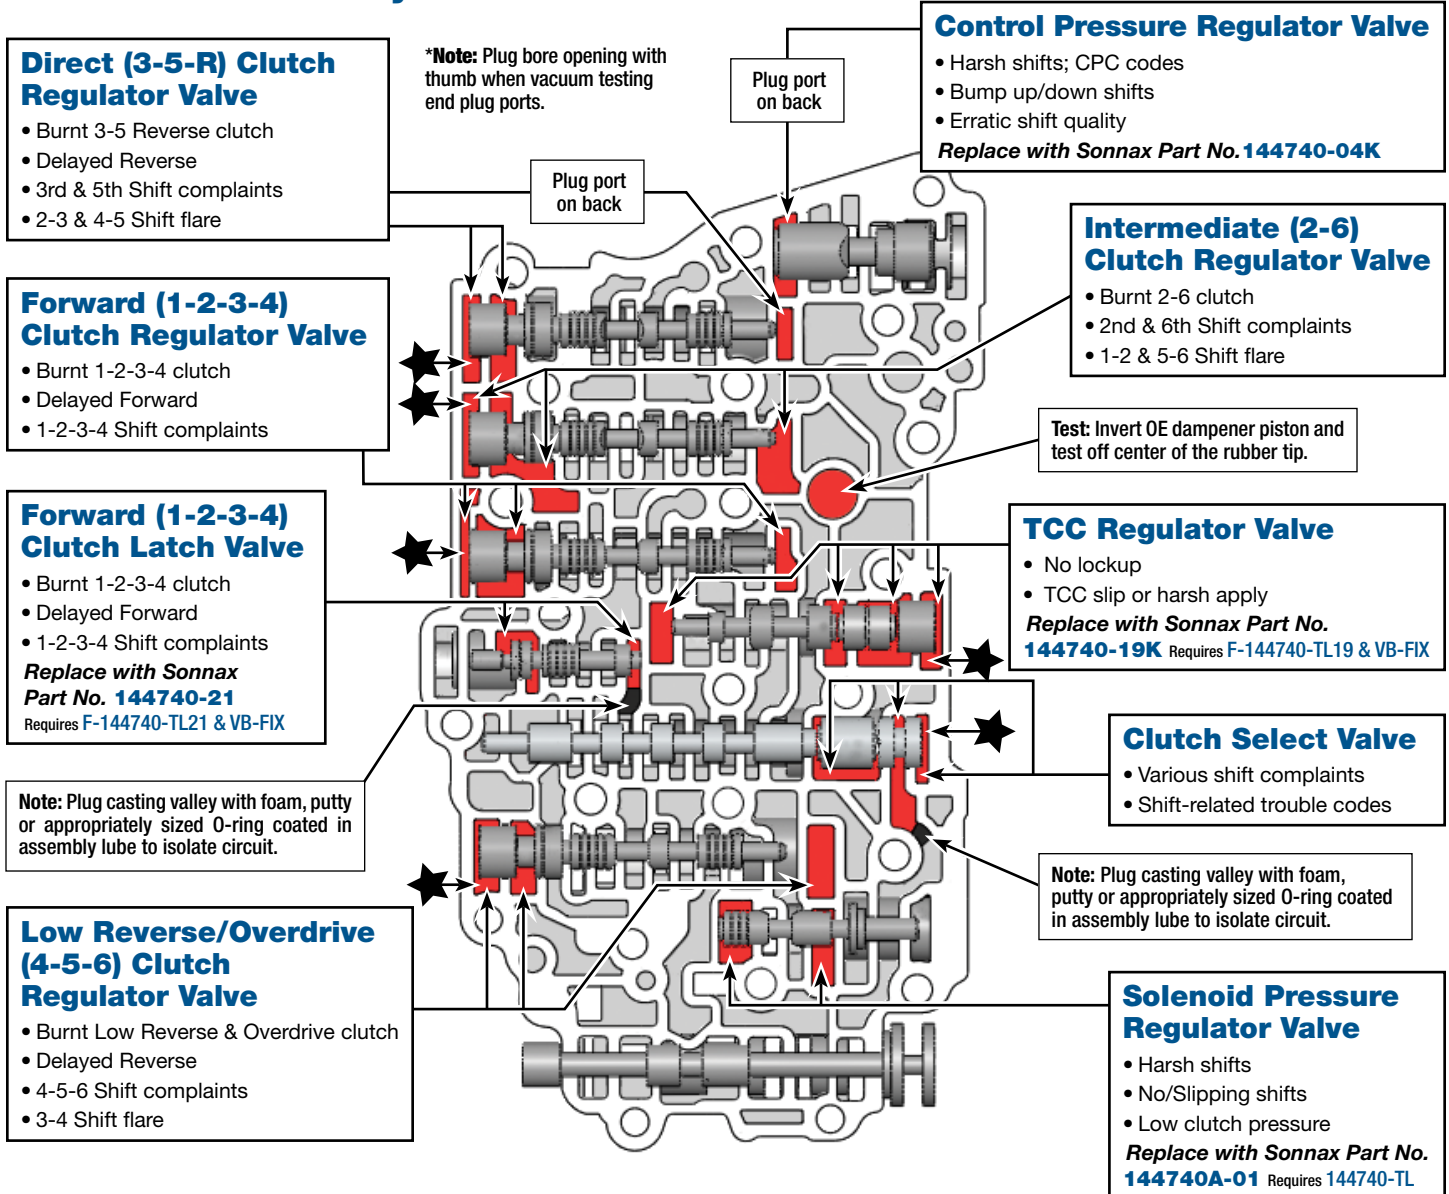 Direct (3-5-R) Clutch
Regulator Valve
• Burnt 3-5 Reverse clutch
• Delayed Reverse
• 3rd & 5th Shift complaints
• 2-3 & 4-5 Shift flare
*Note: Plug bore opening with
thumb when vacuum testing
end plug ports.
Plug port
on back
Plug port
on back
Control Pressure Regulator Valve
• Harsh shifts; CPC codes
• Bump up/down shifts
• Erratic shift quality
Replace with Sonnax Part No. 144740-04K
Intermediate (2-6)
Clutch Regulator Valve
• Burnt 2-6 clutch
• 2nd & 6th Shift complaints
• 1-2 & 5-6 Shift flare
Forward (1-2-3-4)
Clutch Regulator Valve
• Burnt 1-2-3-4 clutch
• Delayed Forward
• 1-2-3-4 Shift complaints
Test: Invert OE dampener piston and
test off center of the rubber tip.
Forward (1-2-3-4)
Clutch Latch Valve
• Burnt 1-2-3-4 clutch
• Delayed Forward
• 1-2-3-4 Shift complaints
Replace with Sonnax
Part No. 144740-21
Requires F-144740-TL21 & VB-FIX
TCC Regulator Valve
• No lockup
• TCC slip or harsh apply
Replace with Sonnax Part No.
144740-19K Requires F-144740-TL19 & VB-FIX
Clutch Select Valve
• Various shift complaints
• Shift-related trouble codes
Note: Plug casting valley with foam, putty
or appropriately sized O-ring coated in
assembly lube to isolate circuit.
Note: Plug casting valley with foam,
putty or appropriately sized O-ring coated
in assembly lube to isolate circuit.
Low Reverse/Overdrive
(4-5-6) Clutch
Regulator Valve
• Burnt Low Reverse & Overdrive clutch
• Delayed Reverse
• 4-5-6 Shift complaints
• 3-4 Shift flare
Solenoid Pressure
Regulator Valve
• Harsh shifts
• No/Slipping shifts
• Low clutch pressure
Replace with Sonnax Part No.
144740A-01 Requires 144740-TL